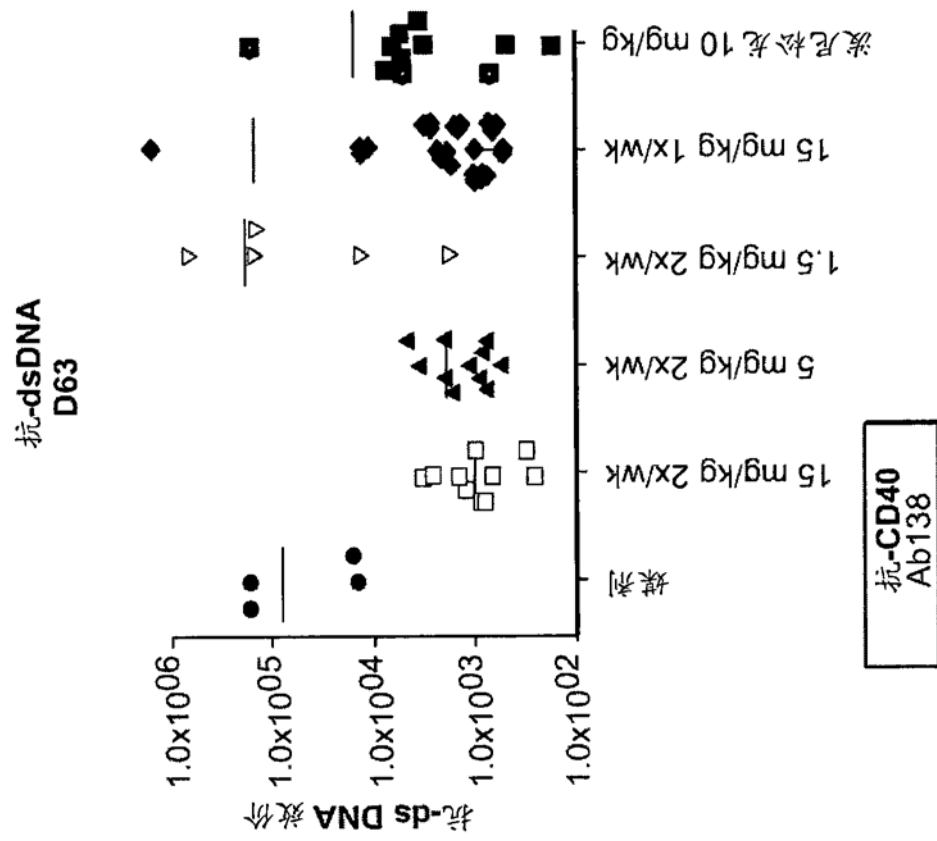 抗-dsDNA
D63
抗-ds DNA 效价
1.0x10⁰⁶
1.0x10⁰⁵
1.0x10⁰⁴
1.0x10⁰³
1.0x10⁰²
媒剂
15 mg/kg 2x/wk
5 mg/kg 2x/wk
1.5 mg/kg 2x/wk
15 mg/kg 1x/wk
波尼松龙 10 mg/kg
抗-CD40
Ab138